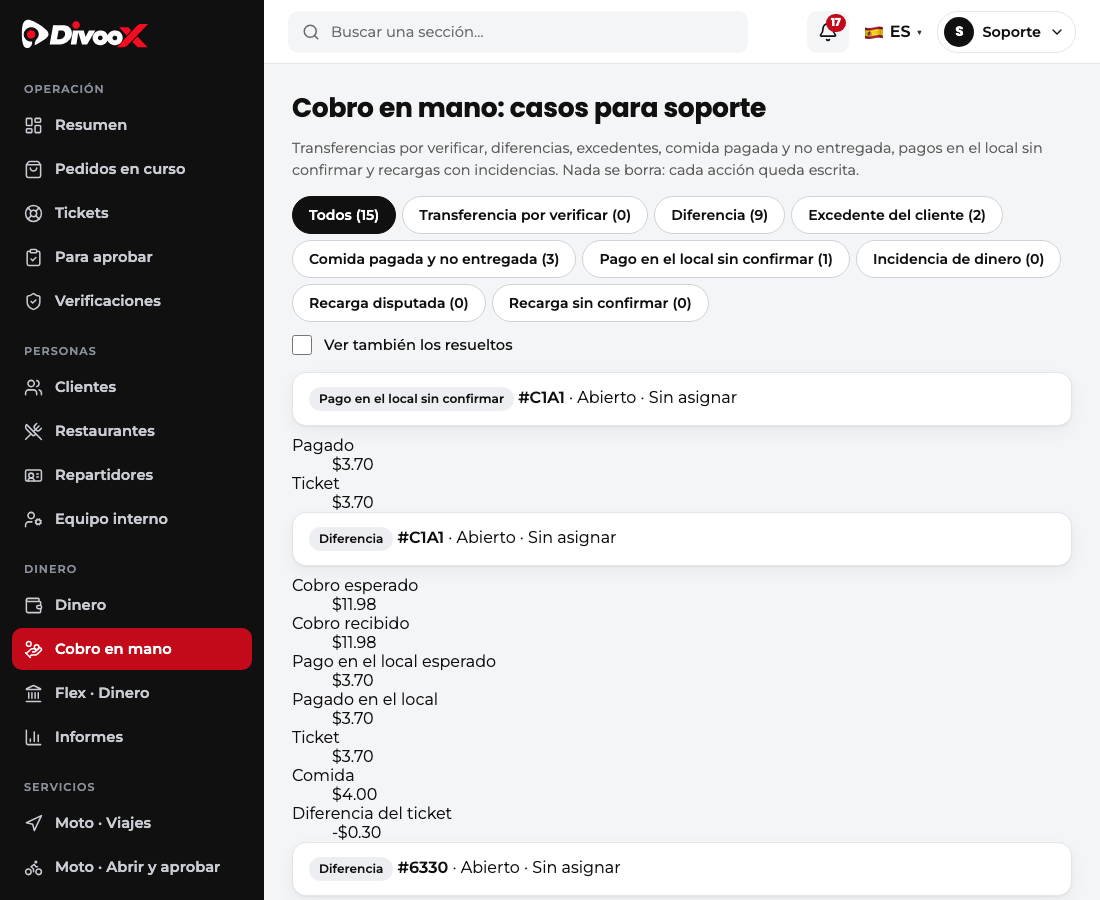 DivooX
Buscar una sección...
17
ES
S
Soporte
OPERACIÓN
Resumen
Pedidos en curso
Tickets
Para aprobar
Verificaciones
PERSONAS
Clientes
Restaurantes
Repartidores
Equipo interno
DINERO
Dinero
Cobro en mano
Flex · Dinero
Informes
SERVICIOS
Moto · Viajes
Moto · Abrir y aprobar
Cobro en mano: casos para soporte
Transferencias por verificar, diferencias, excedentes, comida pagada y no entregada, pagos en el local sin
confirmar y recargas con incidencias. Nada se borra: cada acción queda escrita.
Todos (15)
Transferencia por verificar (0)
Diferencia (9)
Excedente del cliente (2)
Comida pagada y no entregada (3)
Pago en el local sin confirmar (1)
Incidencia de dinero (0)
Recarga disputada (0)
Recarga sin confirmar (0)
Ver también los resueltos
Pago en el local sin confirmar #C1A1 · Abierto · Sin asignar
Pagado
$3.70
Ticket
$3.70
Diferencia #C1A1 · Abierto · Sin asignar
Cobro esperado
$11.98
Cobro recibido
$11.98
Pago en el local esperado
$3.70
Pagado en el local
$3.70
Ticket
$3.70
Comida
$4.00
Diferencia del ticket
-$0.30
Diferencia #6330 · Abierto · Sin asignar